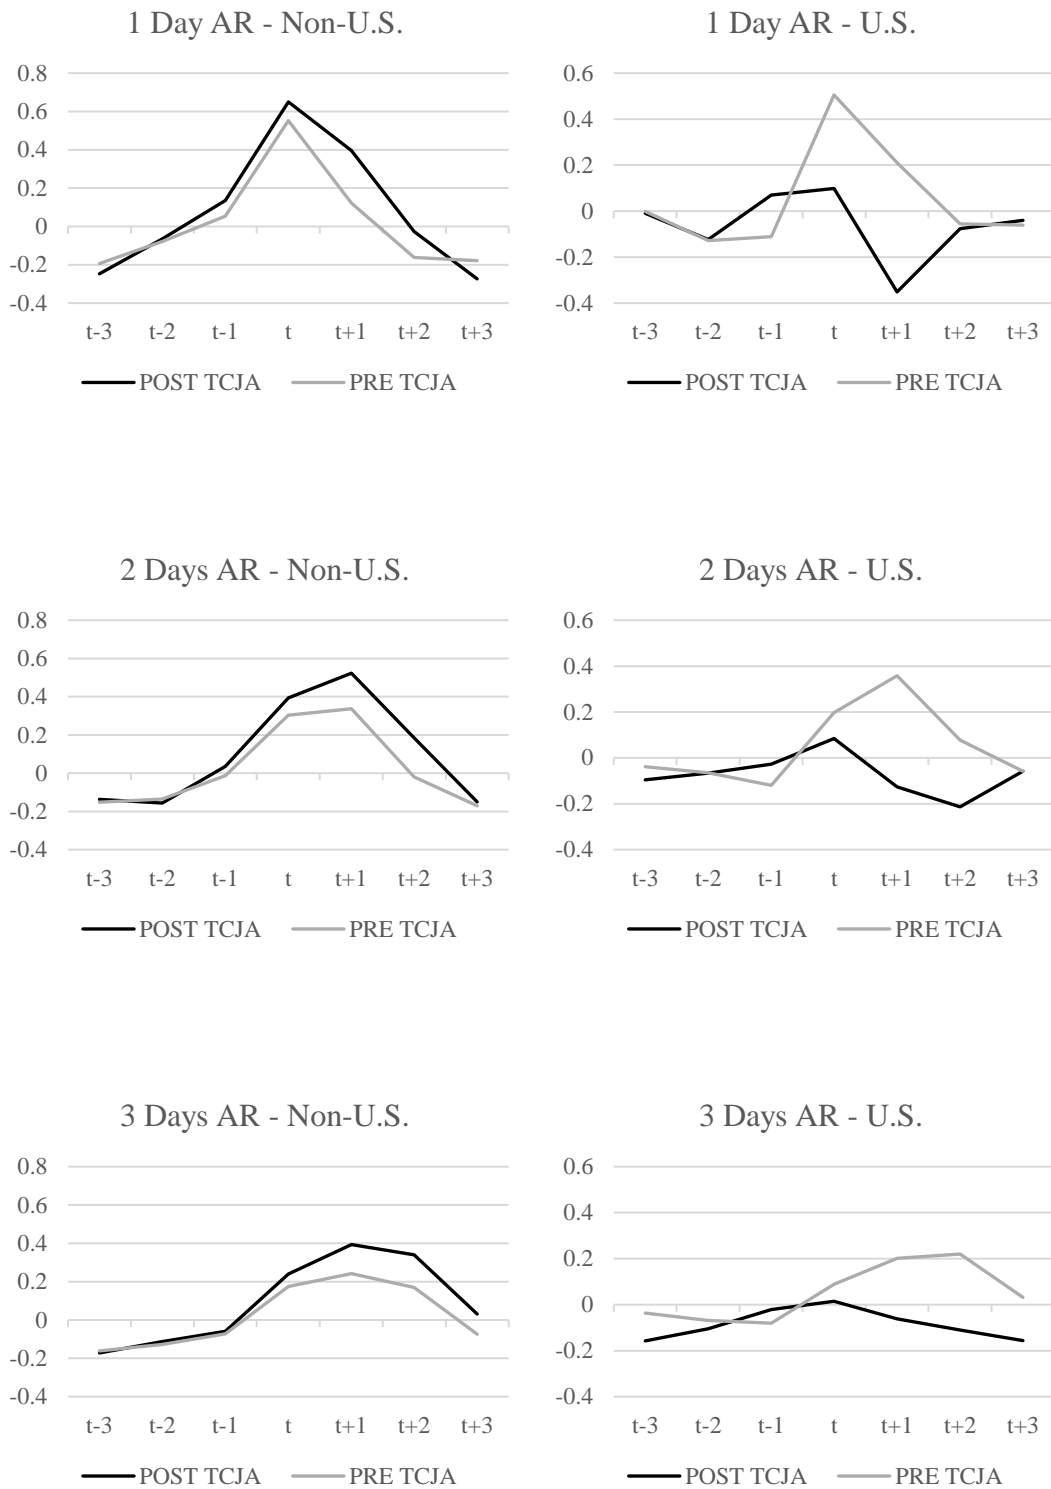 1 Day AR - Non-U.S.
0.8
0.6
0.4
0.2
0
-0.2
-0.4
t-3 t-2 t-1 t t+1 t+2 t+3
POST TCJA PRE TCJA
1 Day AR - U.S.
0.6
0.4
0.2
0
-0.2
-0.4
t-3 t-2 t-1 t t+1 t+2 t+3
POST TCJA PRE TCJA
2 Days AR - Non-U.S.
0.8
0.6
0.4
0.2
0
-0.2
-0.4
t-3 t-2 t-1 t t+1 t+2 t+3
POST TCJA PRE TCJA
2 Days AR - U.S.
0.6
0.4
0.2
0
-0.2
-0.4
t-3 t-2 t-1 t t+1 t+2 t+3
POST TCJA PRE TCJA
3 Days AR - Non-U.S.
0.8
0.6
0.4
0.2
0
-0.2
-0.4
t-3 t-2 t-1 t t+1 t+2 t+3
POST TCJA PRE TCJA
3 Days AR - U.S.
0.6
0.4
0.2
0
-0.2
-0.4
t-3 t-2 t-1 t t+1 t+2 t+3
POST TCJA PRE TCJA